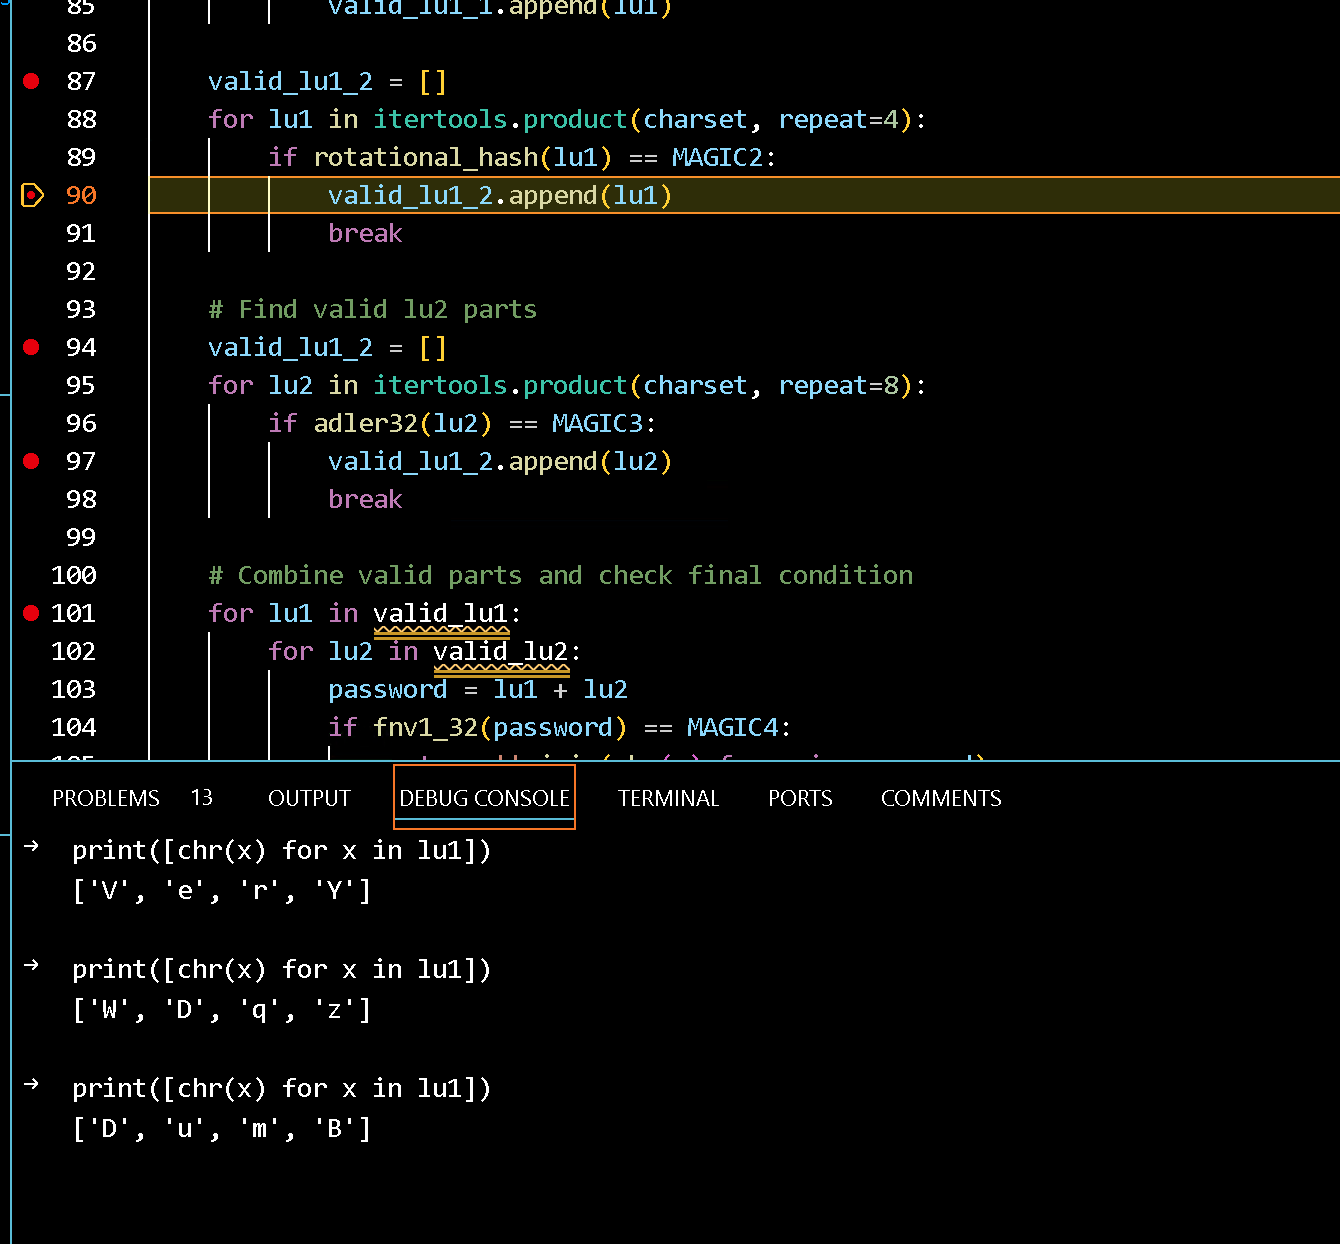 85 valid_lu1_1.append(lu1)
86
87 valid_lu1_2 = []
88 for lu1 in itertools.product(charset, repeat=4):
89 if rotational_hash(lu1) == MAGIC2:
90 valid_lu1_2.append(lu1)
91 break
92
93 # Find valid lu2 parts
94 valid_lu1_2 = []
95 for lu2 in itertools.product(charset, repeat=8):
96 if adler32(lu2) == MAGIC3:
97 valid_lu1_2.append(lu2)
98 break
99
100 # Combine valid parts and check final condition
101 for lu1 in valid_lu1:
102 for lu2 in valid_lu2:
103 password = lu1 + lu2
104 if fnv1_32(password) == MAGIC4:
PROBLEMS 13 OUTPUT DEBUG CONSOLE TERMINAL PORTS COMMENTS
→ print([chr(x) for x in lu1])
['V', 'e', 'r', 'Y']
→ print([chr(x) for x in lu1])
['W', 'D', 'q', 'z']
→ print([chr(x) for x in lu1])
['D', 'u', 'm', 'B']